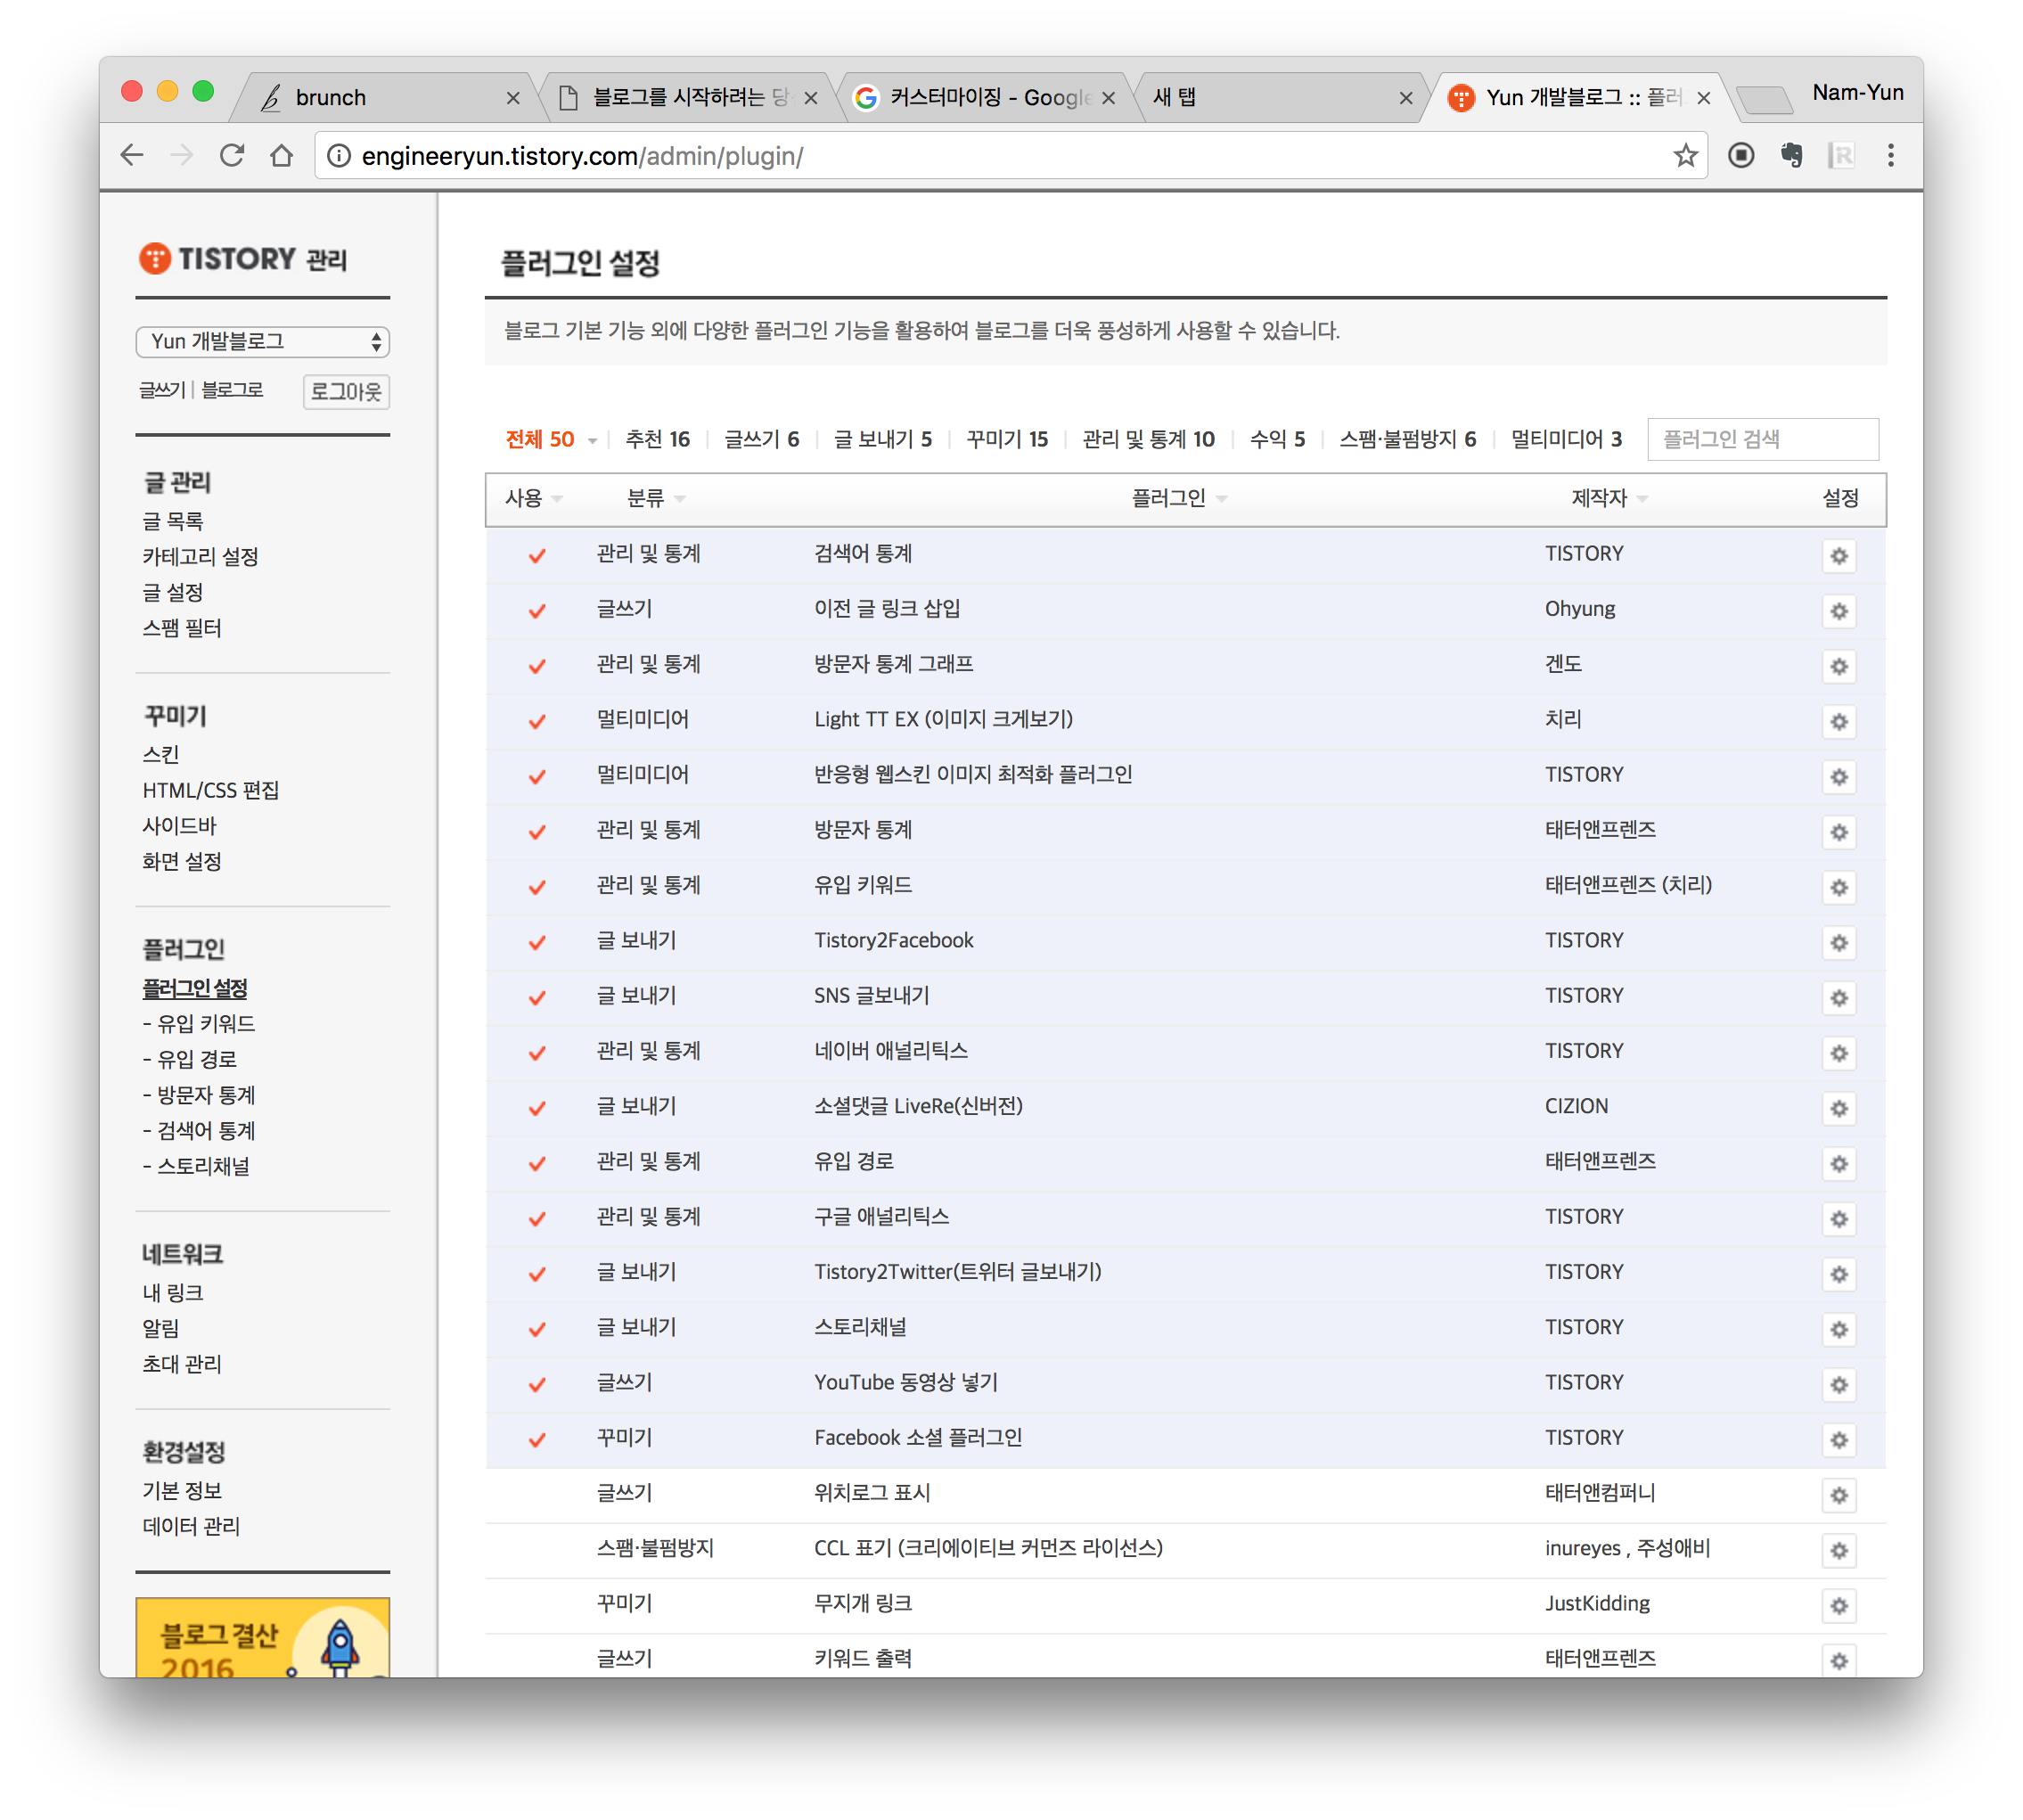 brunch
블로그를 시작하려는 당
커스터마이징 - Google
새 탭
Yun 개발블로그 :: 플러
Nam-Yun
engineeryun.tistory.com/admin/plugin/
TISTORY 관리
Yun 개발블로그
글쓰기 | 블로그로
로그아웃
글 관리
글 목록
카테고리 설정
글 설정
스팸 필터
꾸미기
스킨
HTML/CSS 편집
사이드바
화면 설정
플러그인
플러그인 설정
- 유입 키워드
- 유입 경로
- 방문자 통계
- 검색어 통계
- 스토리채널
네트워크
내 링크
알림
초대 관리
환경설정
기본 정보
데이터 관리
블로그 결산
2016
플러그인 설정
블로그 기본 기능 외에 다양한 플러그인 기능을 활용하여 블로그를 더욱 풍성하게 사용할 수 있습니다.
전체 50 | 추천 16 | 글쓰기 6 | 글 보내기 5 | 꾸미기 15 | 관리 및 통계 10 | 수익 5 | 스팸·불펌방지 6 | 멀티미디어 3 플러그인 검색
사용 분류 플러그인 제작자 설정
관리 및 통계 검색어 통계 TISTORY
글쓰기 이전 글 링크 삽입 Ohyung
관리 및 통계 방문자 통계 그래프 겐도
멀티미디어 Light TT EX (이미지 크게보기) 치리
멀티미디어 반응형 웹스킨 이미지 최적화 플러그인 TISTORY
관리 및 통계 방문자 통계 태터앤프렌즈
관리 및 통계 유입 키워드 태터앤프렌즈 (치리)
글 보내기 Tistory2Facebook TISTORY
글 보내기 SNS 글보내기 TISTORY
관리 및 통계 네이버 애널리틱스 TISTORY
글 보내기 소셜댓글 LiveRe(신버전) CIZION
관리 및 통계 유입 경로 태터앤프렌즈
관리 및 통계 구글 애널리틱스 TISTORY
글 보내기 Tistory2Twitter(트위터 글보내기) TISTORY
글 보내기 스토리채널 TISTORY
글쓰기 YouTube 동영상 넣기 TISTORY
꾸미기 Facebook 소셜 플러그인 TISTORY
글쓰기 위치로그 표시 태터앤컴퍼니
스팸·불펌방지 CCL 표기 (크리에이티브 커먼즈 라이선스) inureyes , 주성애비
꾸미기 무지개 링크 JustKidding
글쓰기 키워드 출력 태터앤프렌즈